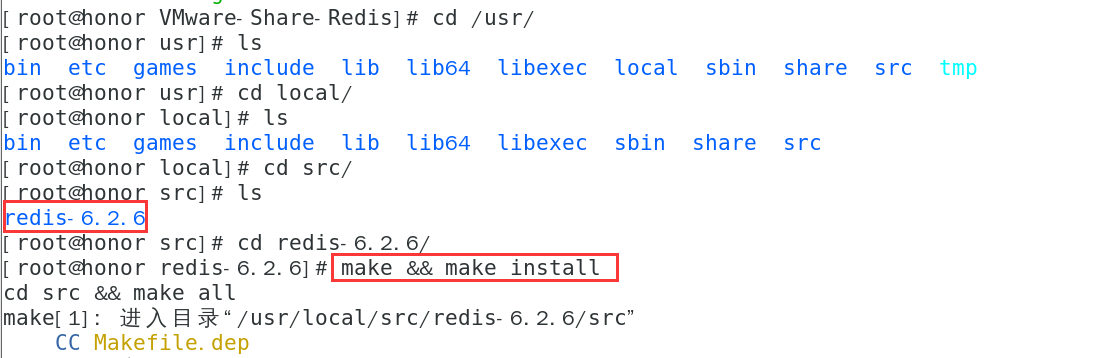 [root@honor VMware-Share-Redis]# cd /usr/
[root@honor usr]# ls
bin etc games include lib lib64 libexec local sbin share src tmp
[root@honor usr]# cd local/
[root@honor local]# ls
bin etc games include lib lib64 libexec sbin share src
[root@honor local]# cd src/
[root@honor src]# ls
redis-6.2.6
[root@honor src]# cd redis-6.2.6/
[root@honor redis-6.2.6]# make && make install
cd src && make all
make[1]: 进入目录“/usr/local/src/redis-6.2.6/src”
CC Makefile.dep